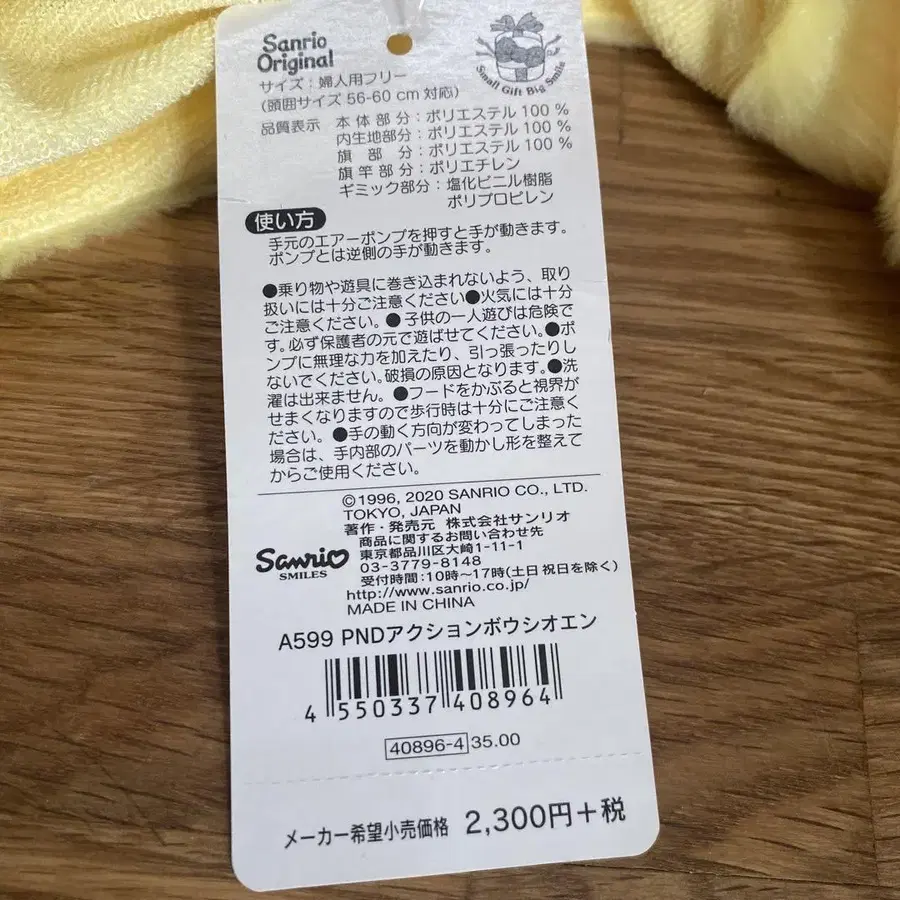 Sanrio
Original
Small Gift Big Smile
サイズ：婦人用フリー
(頭囲サイズ 56-60 cm 対応)
品質表示 本体部分：ポリエステル 100 %
内生地部分：ポリエステル 100 %
旗部分：ポリエステル 100 %
旗竿部分：ポリエチレン
ギミック部分：塩化ビニル樹脂
ポリプロピレン
使い方
手元のエアーポンプを押すと手が動きます。
ポンプとは逆側の手が動きます。
●乗り物や遊具に巻き込まれないよう、取り
扱いには十分ご注意ください●火気には十分
ご注意ください。●子供の一人遊びは危険で
す。必ず保護者の元で遊ばせてください。●ポ
ンプに無理な力を加えたり、引っ張ったりし
ないでください。破損の原因となります。●洗
濯は出来ません。●フードをかぶると視界が
せまくなりますので歩行時は十分にご注意く
ださい。●手の動く方向が変わってしまった
場合は、手内部のパーツを動かし形を整えて
からご使用ください。
©1996, 2020 SANRIO CO., LTD.
TOKYO, JAPAN
著作・発売元 株式会社サンリオ
商品に関するお問い合わせ先
東京都品川区大崎1-11-1
03-3779-8148
受付時間：10時～17時(土日祝日を除く)
http://www.sanrio.co.jp/
MADE IN CHINA
Sanrio
SMILES
A599 PNDアクションボウシオエン
4 550337 408964
40896-4 35.00
メーカー希望小売価格 2,300円+税